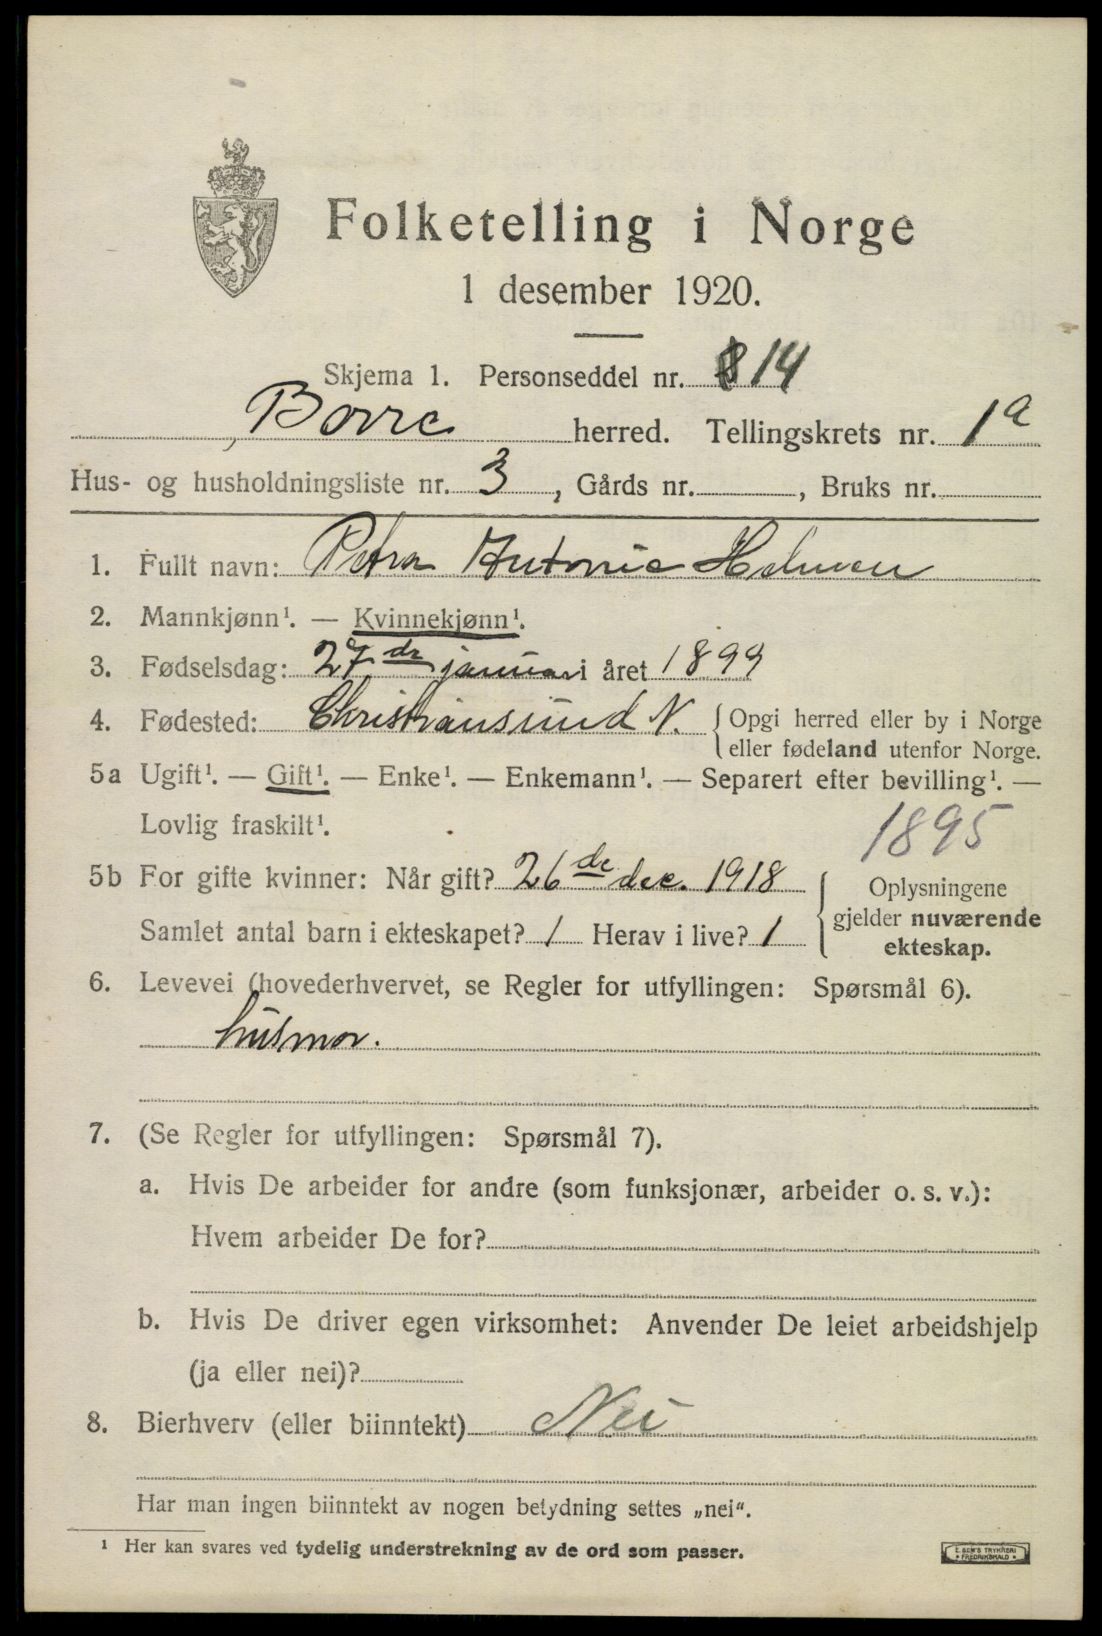 Folketelling i Norge
1 desember 1920.
Skjema 1. Personseddel nr. 14
Borre herred. Tellingskrets nr. 1a
Hus- og husholdningsliste nr. 3, Gårds nr. , Bruks nr.
1. Fullt navn: Petra Antonie
2. Mannkjønn¹. — Kvinnekjønn¹.
3. Fødselsdag: 27de januar i året 1899
4. Fødested: Christiansund N. Opgi herred eller by i Norge
eller fødeland utenfor Norge.
5a Ugift¹. — Gift¹. — Enke¹. — Enkemann¹. — Separert efter bevilling¹. —
Lovlig fraskilt¹.
1895
5b For gifte kvinner: Når gift? 26de dec. 1918
Samlet antal barn i ekteskapet? 1 Herav i live? 1
Oplysningene
gjelder nuværende
ekteskap.
6. Levevei (hovederhvervet, se Regler for utfyllingen: Spørsmål 6).
husmor.
7. (Se Regler for utfyllingen: Spørsmål 7).
a. Hvis De arbeider for andre (som funksjonær, arbeider o. s. v.):
Hvem arbeider De for?
b. Hvis De driver egen virksomhet: Anvender De leiet arbeidshjelp
(ja eller nei)?
8. Bierhverv (eller biinntekt) Nei
Har man ingen biinntekt av nogen betydning settes „nei“.
¹ Her kan svares ved tydelig understrekning av de ord som passer.
E. SEM'S TRYKKERI
FREDRIKSHALD